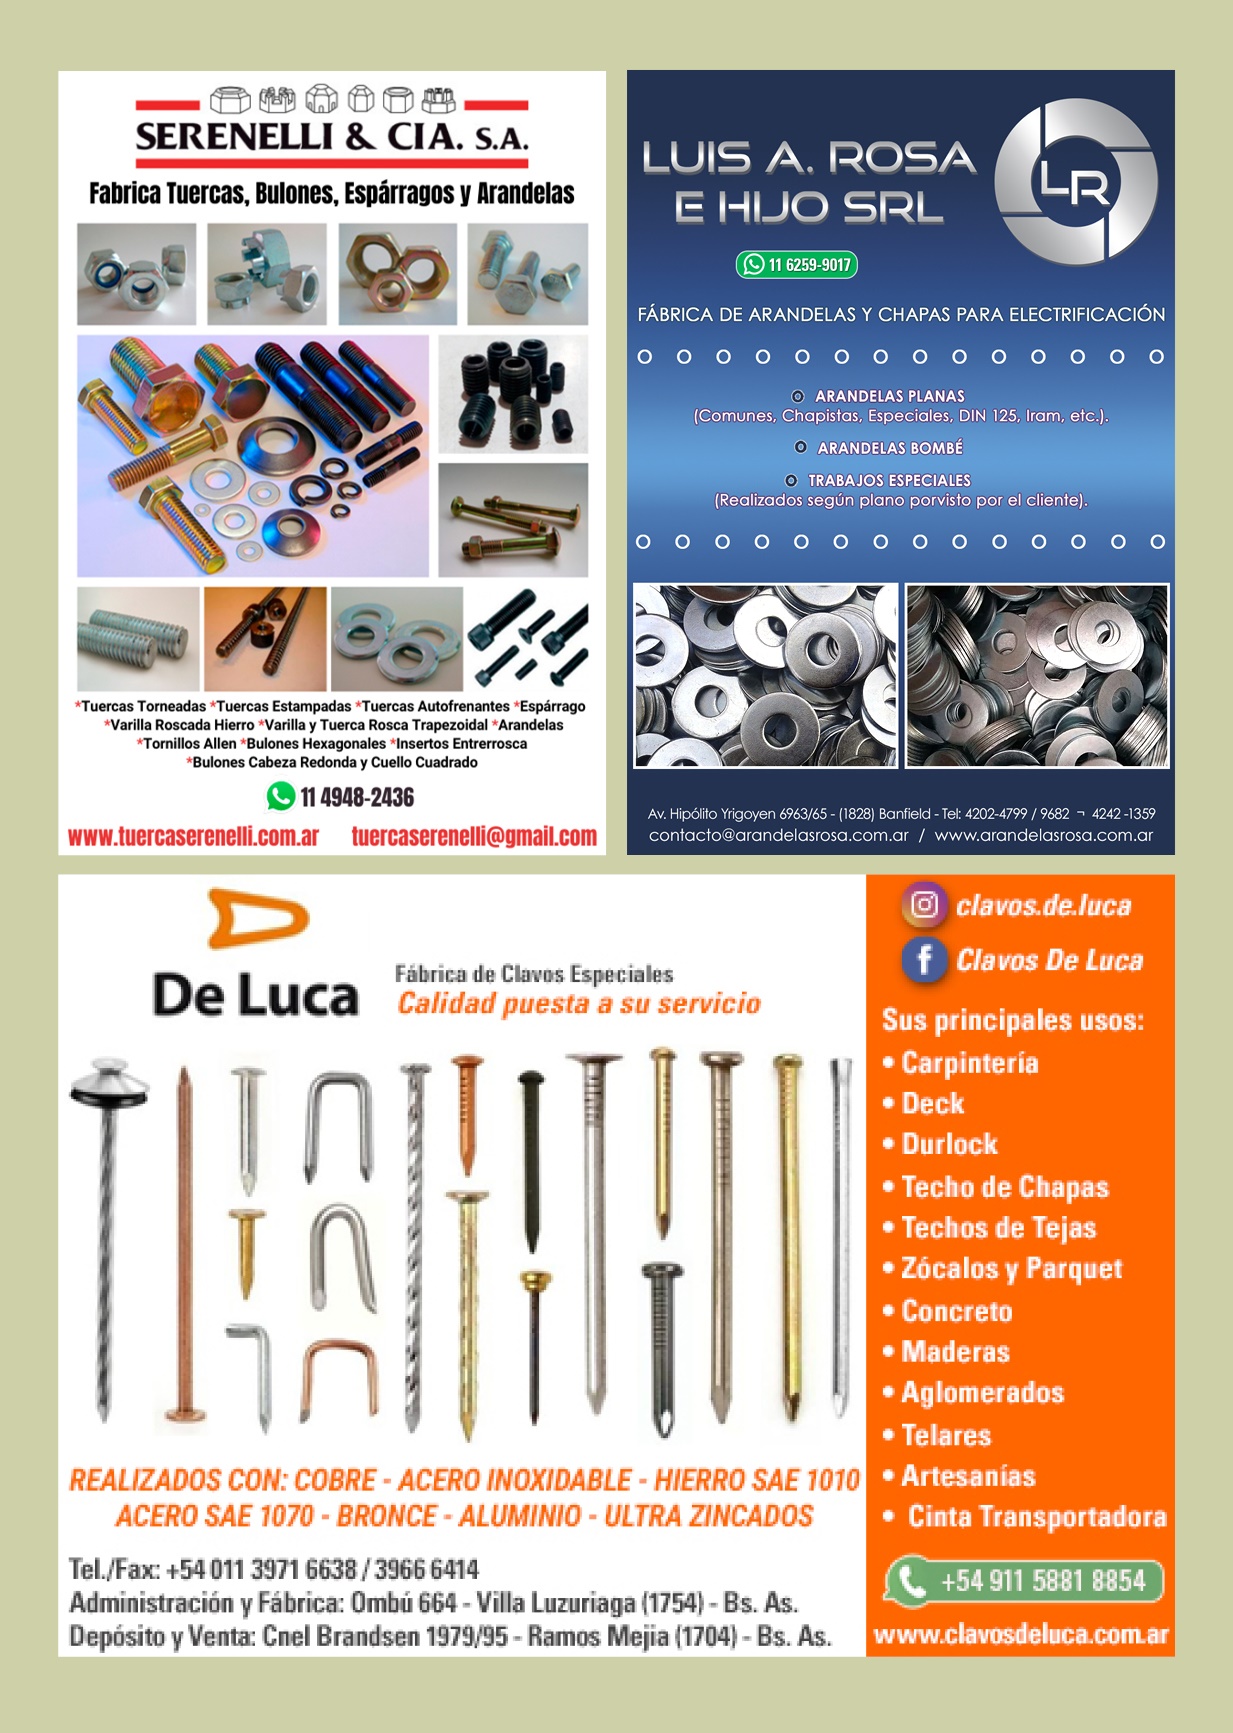 SERENELLI & CIA. S.A.
Fabrica Tuercas, Bulones, Espárragos y Arandelas
*Tuercas Torneadas *Tuercas Estampadas *Tuercas Autofrenantes *Espárrago
*Varilla Roscada Hierro *Varilla y Tuerca Rosca Trapezoidal *Arandelas
*Tornillos Allen *Bulones Hexagonales *Insertos Entrerrosca
*Bulones Cabeza Redonda y Cuello Cuadrado
11 4948-2436
www.tuercaserenelli.com.ar tuercaserenelli@gmail.com
LUIS A. ROSA
E HIJO SRL
LR
11 6259-9017
FÁBRICA DE ARANDELAS Y CHAPAS PARA ELECTRIFICACIÓN
ARANDELAS PLANAS
(Comunes, Chapistas, Especiales, DIN 125, Iram, etc.).
ARANDELAS BOMBÉ
TRABAJOS ESPECIALES
(Realizados según plano porvisto por el cliente).
Av. Hipólito Yrigoyen 6963/65 - (1828) Banfield - Tel: 4202-4799 / 9682 ¬ 4242 -1359
contacto@arandelasrosa.com.ar / www.arandelasrosa.com.ar
De Luca
Fábrica de Clavos Especiales
Calidad puesta a su servicio
REALIZADOS CON: COBRE - ACERO INOXIDABLE - HIERRO SAE 1010
ACERO SAE 1070 - BRONCE - ALUMINIO - ULTRA ZINCADOS
Tel./Fax: +54 011 3971 6638 / 3966 6414
Administración y Fábrica: Ombú 664 - Villa Luzuriaga (1754) - Bs. As.
Depósito y Venta: Cnel Brandsen 1979/95 - Ramos Mejia (1704) - Bs. As.
clavos.de.luca
Clavos De Luca
Sus principales usos:
• Carpintería
• Deck
• Durlock
• Techo de Chapas
• Techos de Tejas
• Zócalos y Parquet
• Concreto
• Maderas
• Aglomerados
• Telares
• Artesanías
• Cinta Transportadora
+54 911 5881 8854
www.clavosdeluca.com.ar